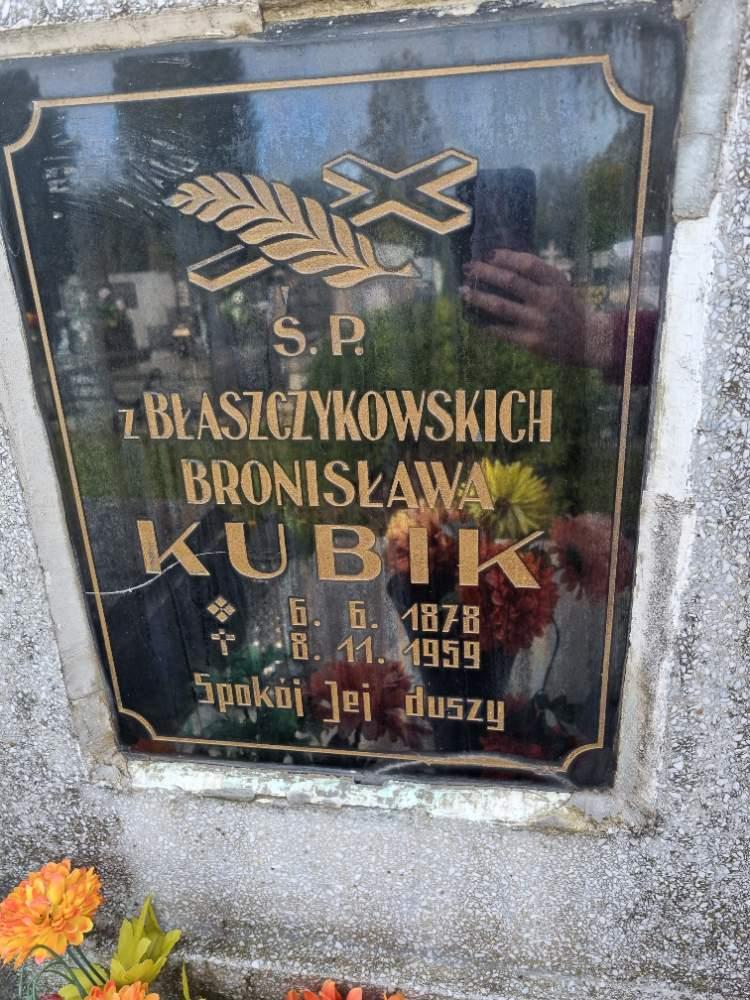 Ś. P.
z BŁASZCZYKOWSKICH
BRONISŁAWA
KUBIK
6. 6. 1878
8. 11. 1959
Spokój Jej duszy